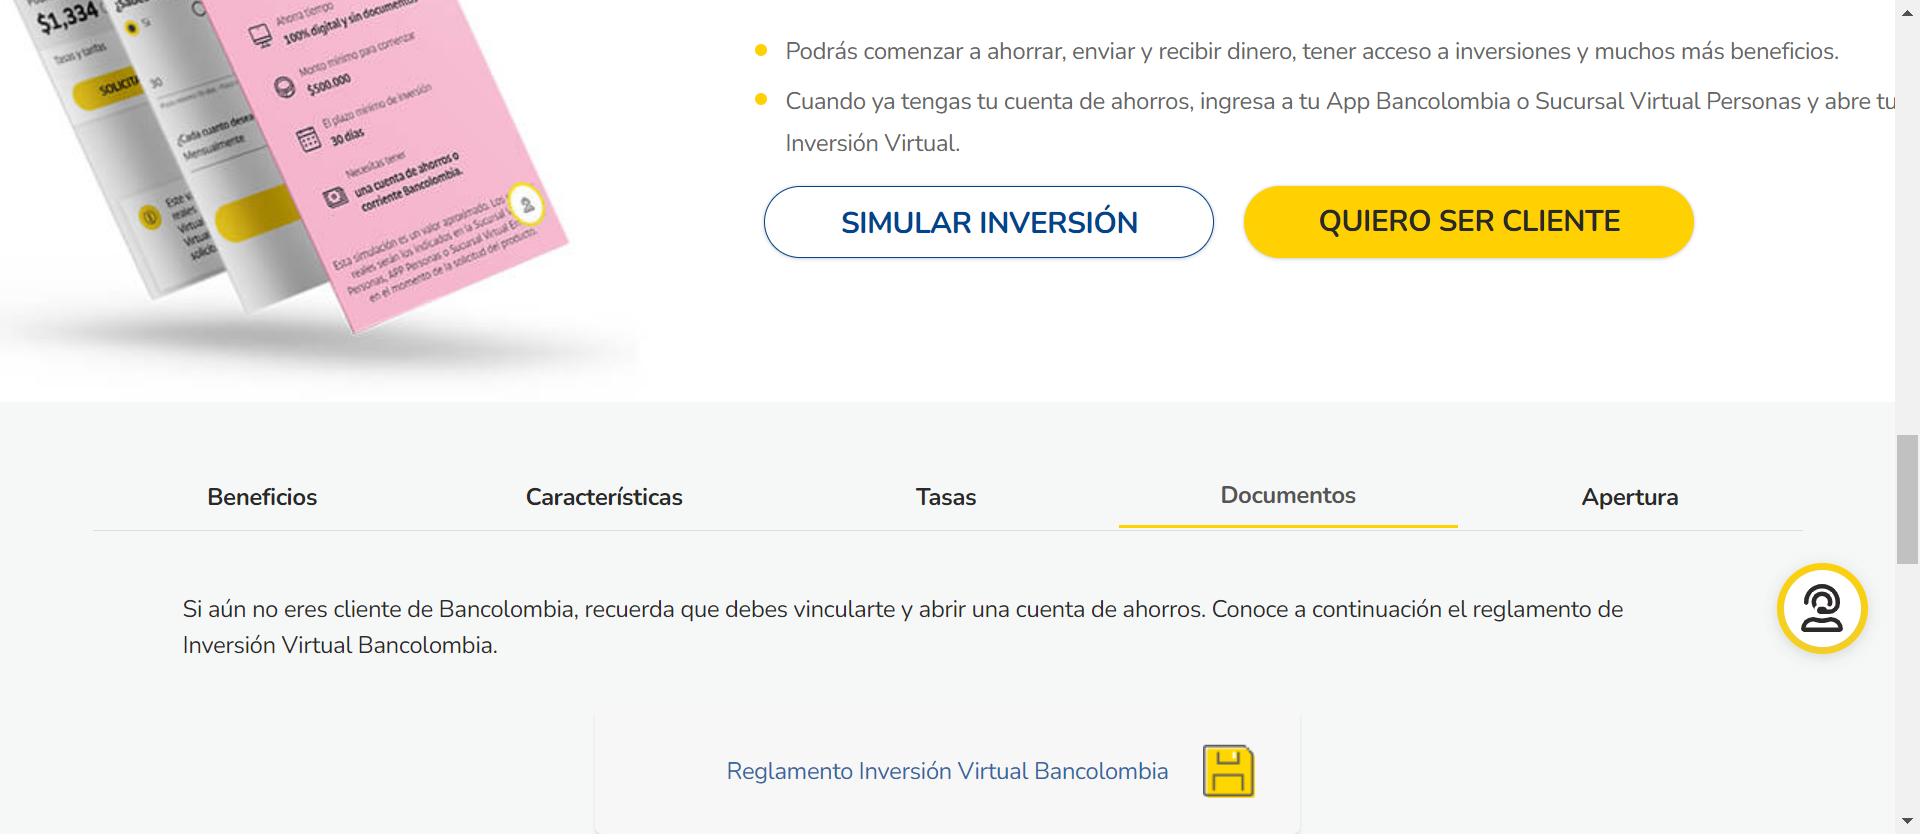 $1,334
Tasas y tarifas
Si
30
¿Cada cuanto desea
Mensualmente
Ahorra tiempo
100% digital y sin documentos
Monto mínimo para comenzar
$500.000
El plazo mínimo de inversión
30 días
Necesitas tener
una cuenta de ahorros o
corriente Bancolombia.
Esta simulación es un valor aproximado. Los
reales serán los indicados en la Sucursal
Personas, APP Personas o Sucursal Virtual
en el momento de la solicitud del producto.
Podrás comenzar a ahorrar, enviar y recibir dinero, tener acceso a inversiones y muchos más beneficios.
Cuando ya tengas tu cuenta de ahorros, ingresa a tu App Bancolombia o Sucursal Virtual Personas y abre tu
Inversión Virtual.
SIMULAR INVERSIÓN
QUIERO SER CLIENTE
Beneficios
Características
Tasas
Documentos
Apertura
Si aún no eres cliente de Bancolombia, recuerda que debes vincularte y abrir una cuenta de ahorros. Conoce a continuación el reglamento de
Inversión Virtual Bancolombia.
Reglamento Inversión Virtual Bancolombia